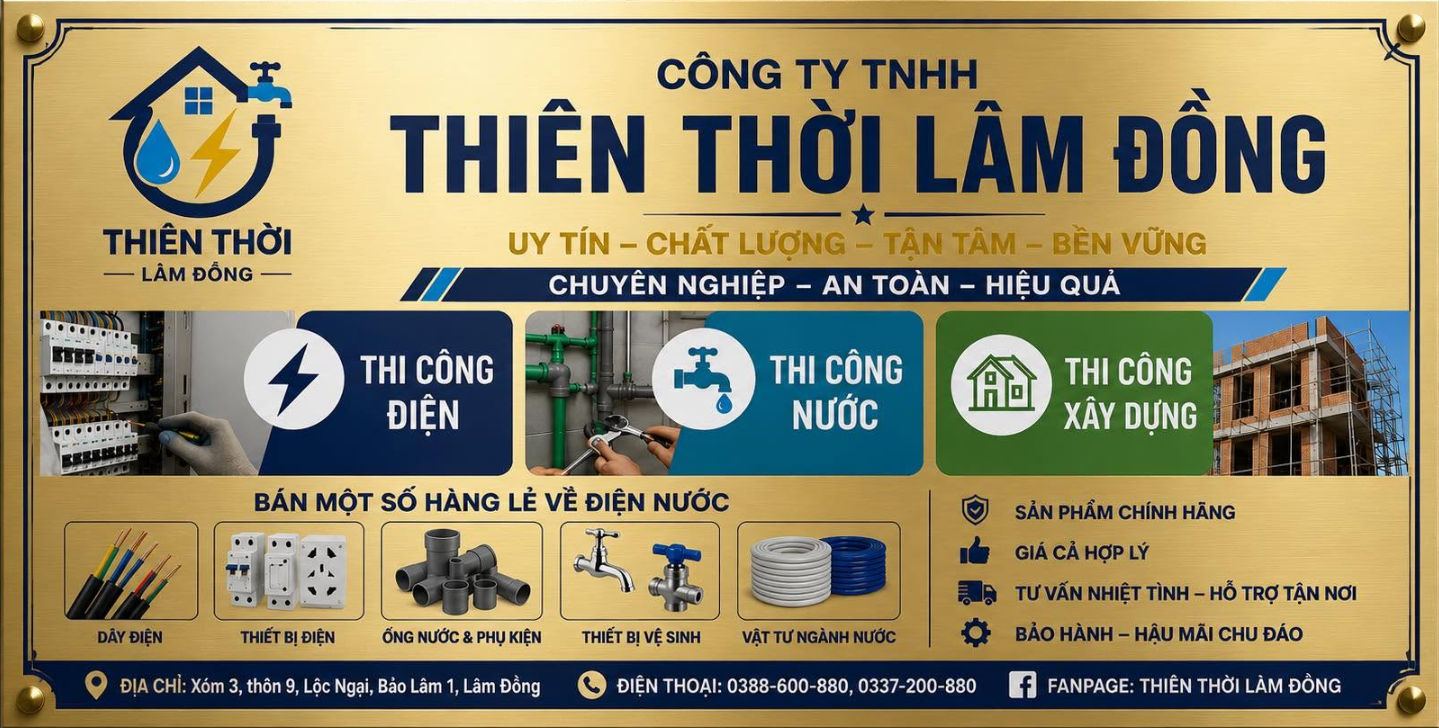 CÔNG TY TNHH
THIÊN THỜI LÂM ĐỒNG
THIÊN THỜI
LÂM ĐỒNG
UY TÍN – CHẤT LƯỢNG – TẬN TÂM – BỀN VỮNG
CHUYÊN NGHIỆP – AN TOÀN – HIỆU QUẢ
THI CÔNG
ĐIỆN
THI CÔNG
NƯỚC
THI CÔNG
XÂY DỰNG
BÁN MỘT SỐ HÀNG LẺ VỀ ĐIỆN NƯỚC
DÂY ĐIỆN
THIẾT BỊ ĐIỆN
ỐNG NƯỚC & PHỤ KIỆN
THIẾT BỊ VỆ SINH
VẬT TƯ NGÀNH NƯỚC
SẢN PHẨM CHÍNH HÃNG
GIÁ CẢ HỢP LÝ
TƯ VẤN NHIỆT TÌNH – HỖ TRỢ TẬN NƠI
BẢO HÀNH – HẬU MÃI CHU ĐÁO
ĐỊA CHỈ: Xóm 3, thôn 9, Lộc Ngại, Bảo Lâm 1, Lâm Đồng
ĐIỆN THOẠI: 0388-600-880, 0337-200-880
FANPAGE: THIÊN THỜI LÀM ĐỒNG